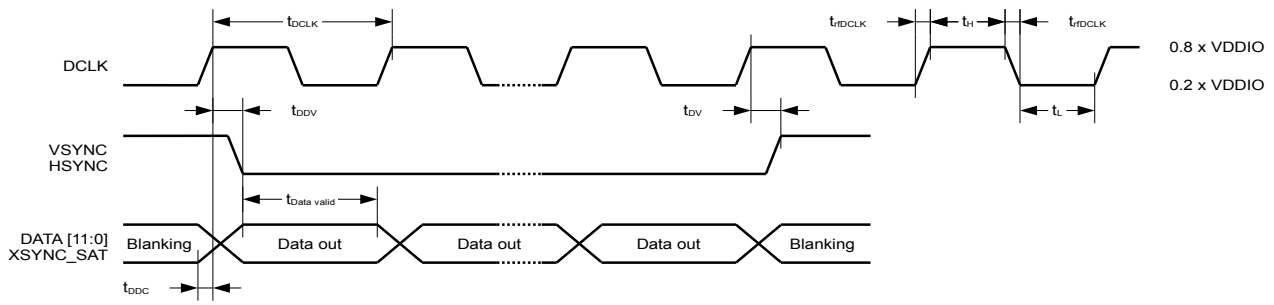 tDCLK
trfDCLK
tH
trfDCLK
DCLK
0.8 x VDDIO
0.2 x VDDIO
tDDV
tDV
tL
VSYNC
HSYNC
tData valid
DATA [11:0]
XSYNC_SAT
Blanking
Data out
Data out
Data out
Blanking
tDDC